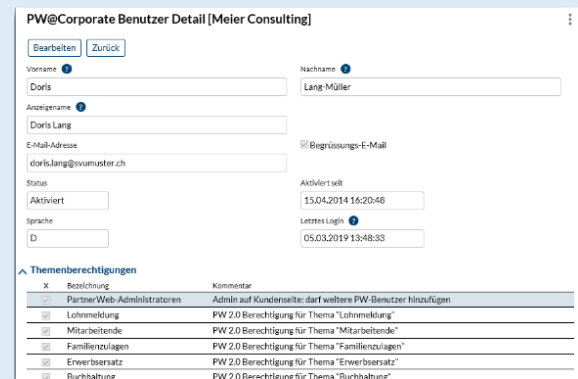 PW@Corporate Benutzer Detail [Meier Consulting]
Bearbeiten Zurück
Vorname ? Nachname ?
Doris Lang-Müller
Anzeigename ?
Doris Lang
E-Mail-Adresse Begrüssungs-E-Mail
doris.lang@svumuster.ch
Status Aktiviert seit
Aktiviert 15.04.2014 16:20:48
Sprache Letztes Login ?
D 05.03.2019 13:48:33
Themenberechtigungen
X Bezeichnung Kommentar
PartnerWeb-Administratoren Admin auf Kundenseite: darf weitere PW-Benutzer hinzufügen
Lohnmeldung PW 2.0 Berechtigung für Thema "Lohnmeldung"
Mitarbeitende PW 2.0 Berechtigung für Thema "Mitarbeitende"
Familienzulagen PW 2.0 Berechtigung für Thema "Familienzulagen"
Erwerbsersatz PW 2.0 Berechtigung für Thema "Erwerbsersatz"
Buchhaltung PW 2.0 Berechtigung für Thema "Buchhaltung"